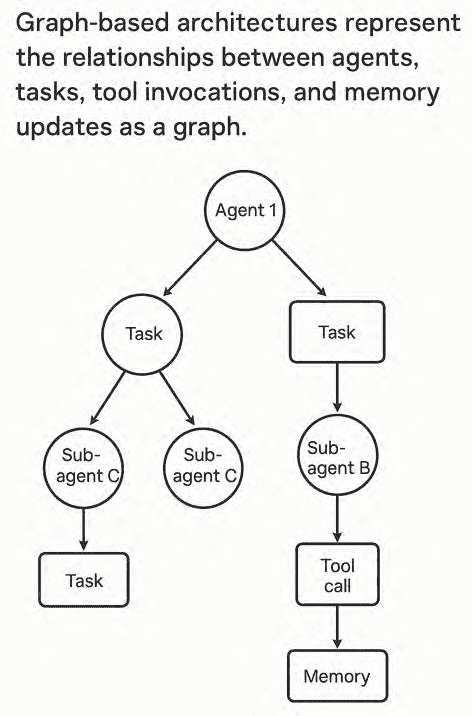 Graph-based architectures represent
the relationships between agents,
tasks, tool invocations, and memory
updates as a graph.
Agent 1
Task
Task
Sub-
agent C
Sub-
agent C
Sub-
agent B
Task
Tool
call
Memory